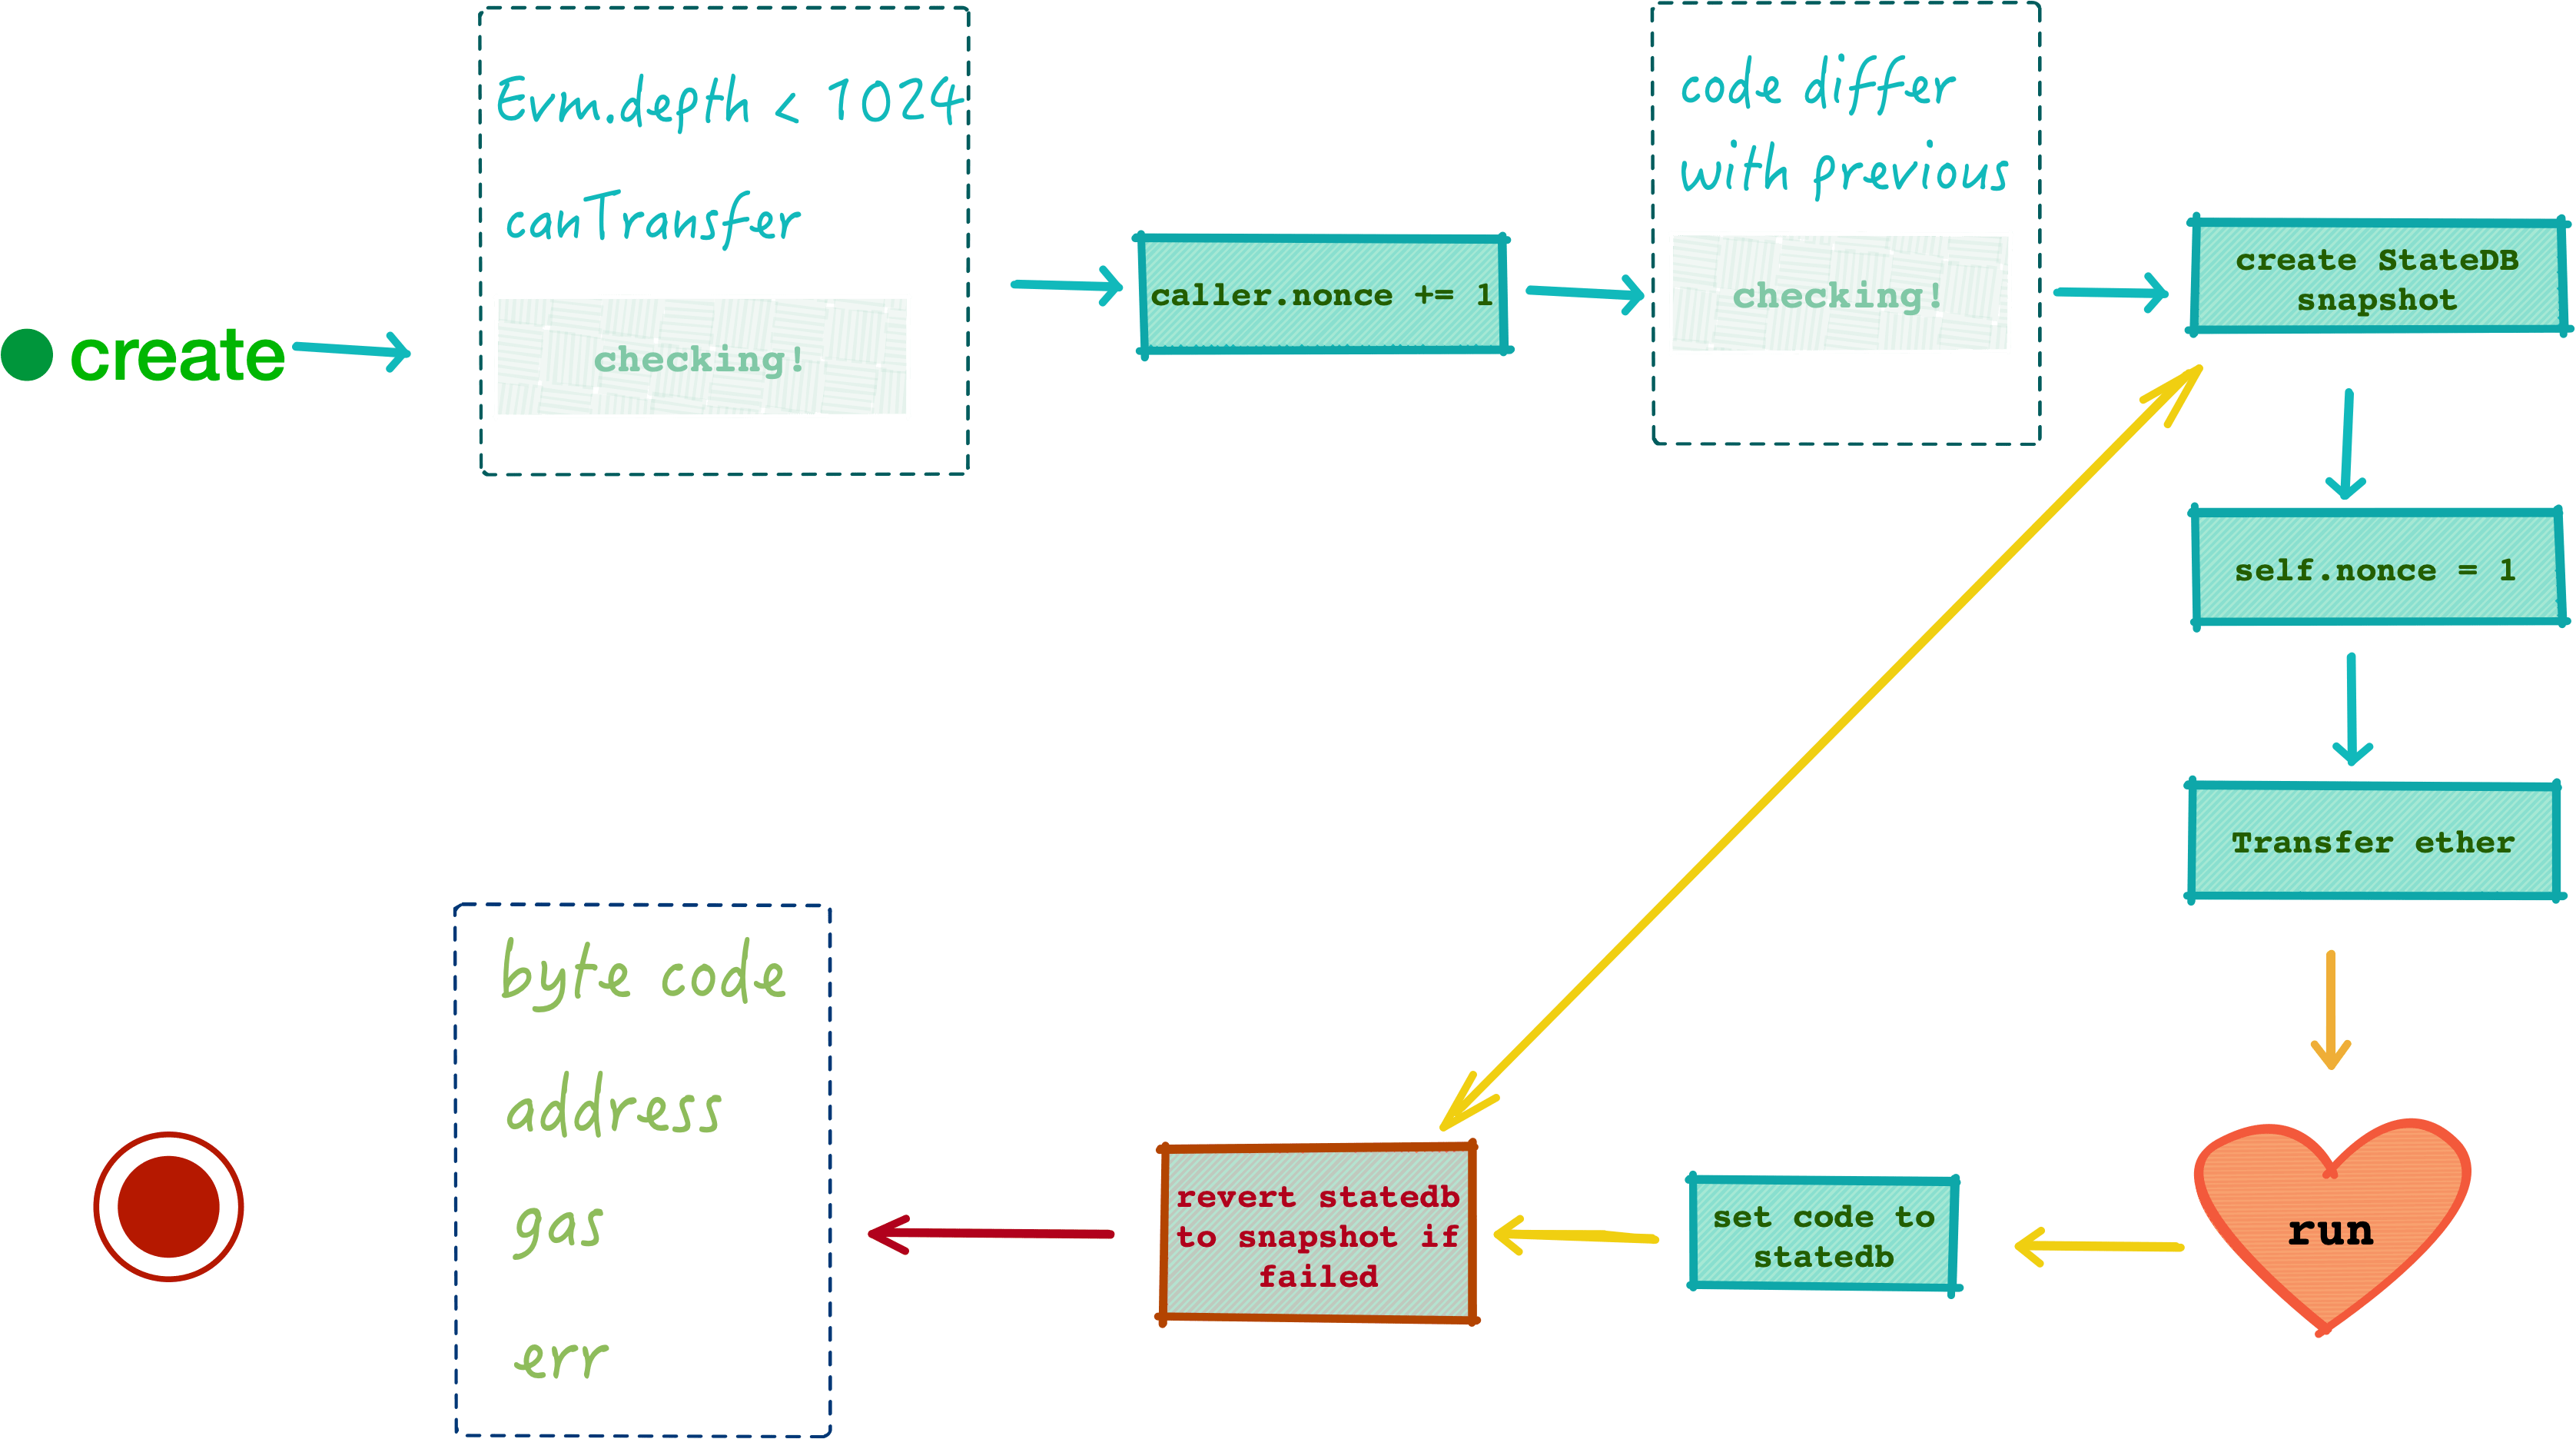 create
Evm.depth < 1024
canTransfer
checking!
caller.nonce += 1
code differ
with previous
checking!
create StateDB
snapshot
self.nonce = 1
Transfer ether
run
set code to
statedb
revert statedb
to snapshot if
failed
byte code
address
gas
err